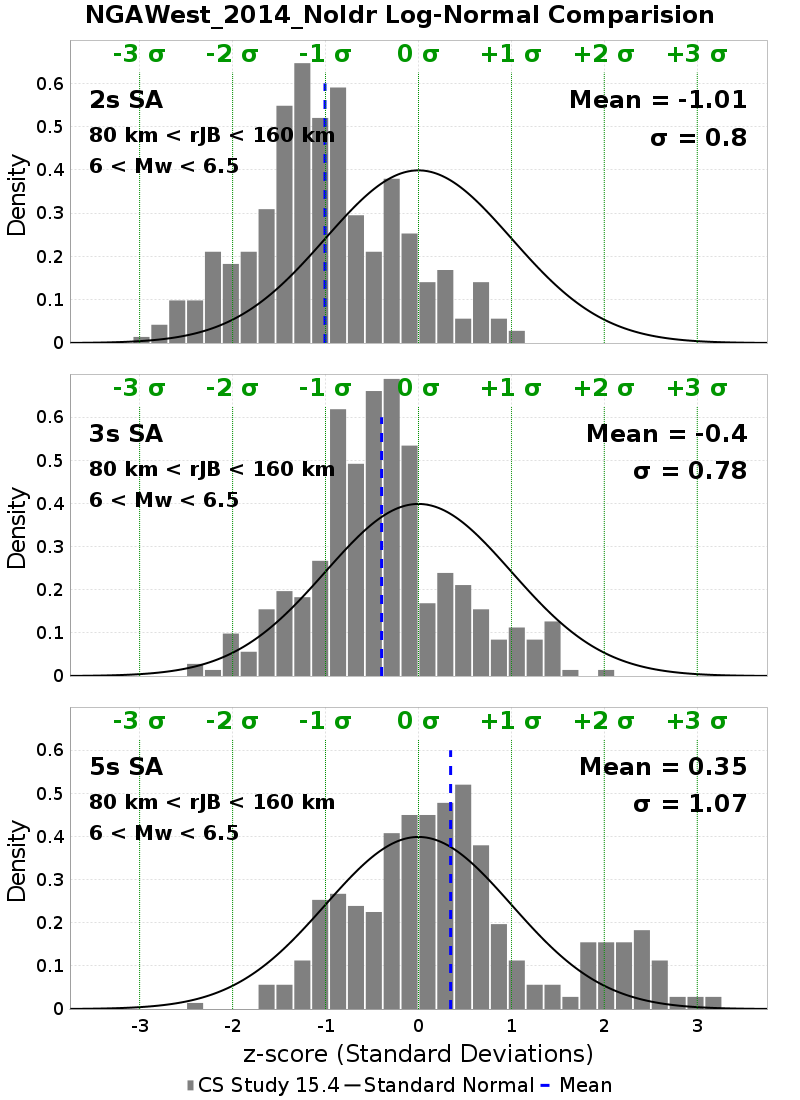 NGAWest_2014_NoIdr Log-Normal Comparision
-3 σ -2 σ -1 σ 0 σ +1 σ +2 σ +3 σ
2s SA
Mean = -1.01
80 km < rJB < 160 km
σ = 0.8
6 < Mw < 6.5
0.6
0.5
0.4
0.3
0.2
0.1
0
Density
-3 σ -2 σ -1 σ 0 σ +1 σ +2 σ +3 σ
3s SA
Mean = -0.4
80 km < rJB < 160 km
σ = 0.78
6 < Mw < 6.5
0.6
0.5
0.4
0.3
0.2
0.1
0
Density
-3 σ -2 σ -1 σ 0 σ +1 σ +2 σ +3 σ
5s SA
Mean = 0.35
80 km < rJB < 160 km
σ = 1.07
6 < Mw < 6.5
0.6
0.5
0.4
0.3
0.2
0.1
0
Density
-3 -2 -1 0 1 2 3
z-score (Standard Deviations)
CS Study 15.4 Standard Normal Mean